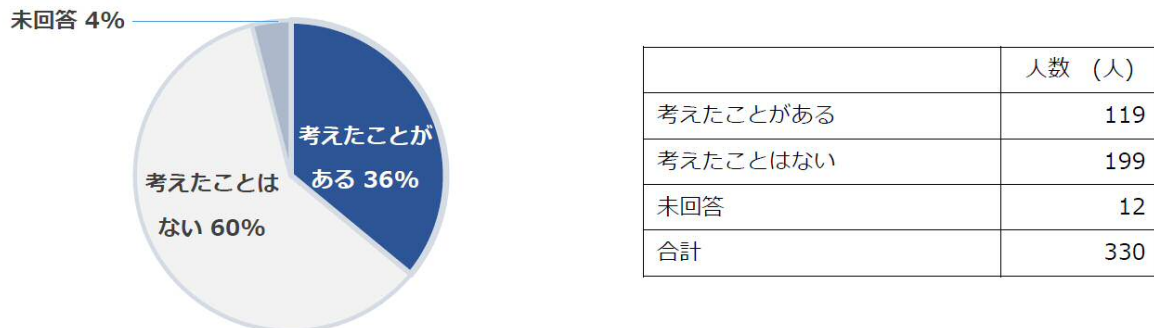 未回答 4%
考えたことが
ある 36%
考えたことは
ない 60%
人数 (人)
考えたことがある 119
考えたことはない 199
未回答 12
合計 330